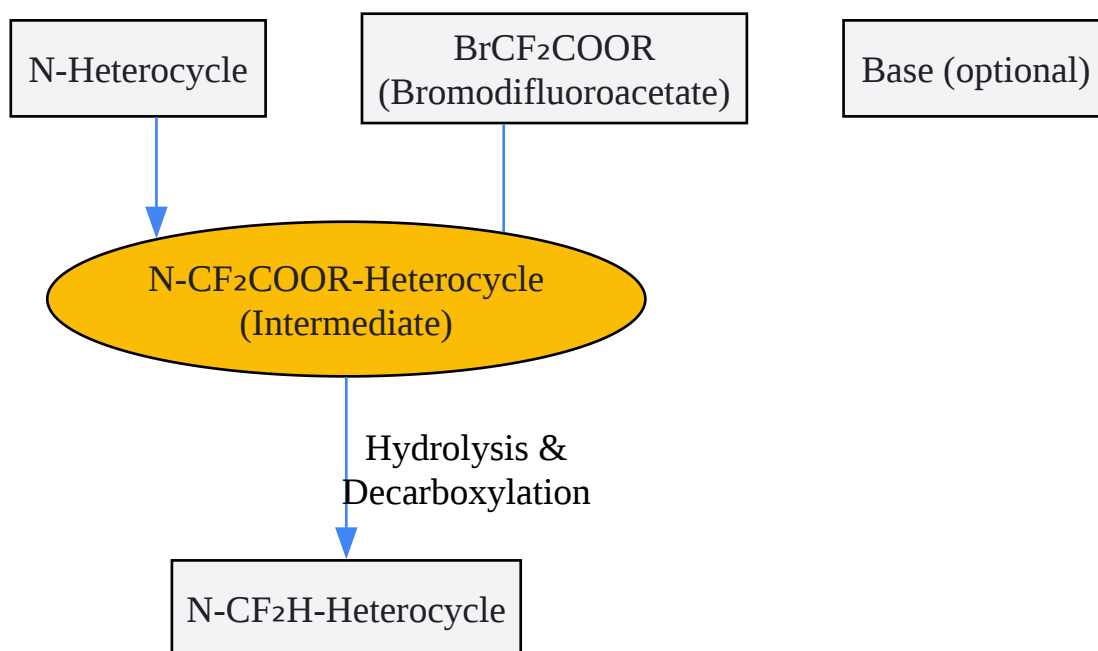 N-Heterocycle
BrCF₂COOR
(Bromodifluoroacetate)
Base (optional)
N-CF₂COOR-Heterocycle
(Intermediate)
Hydrolysis &
Decarboxylation
N-CF₂H-Heterocycle